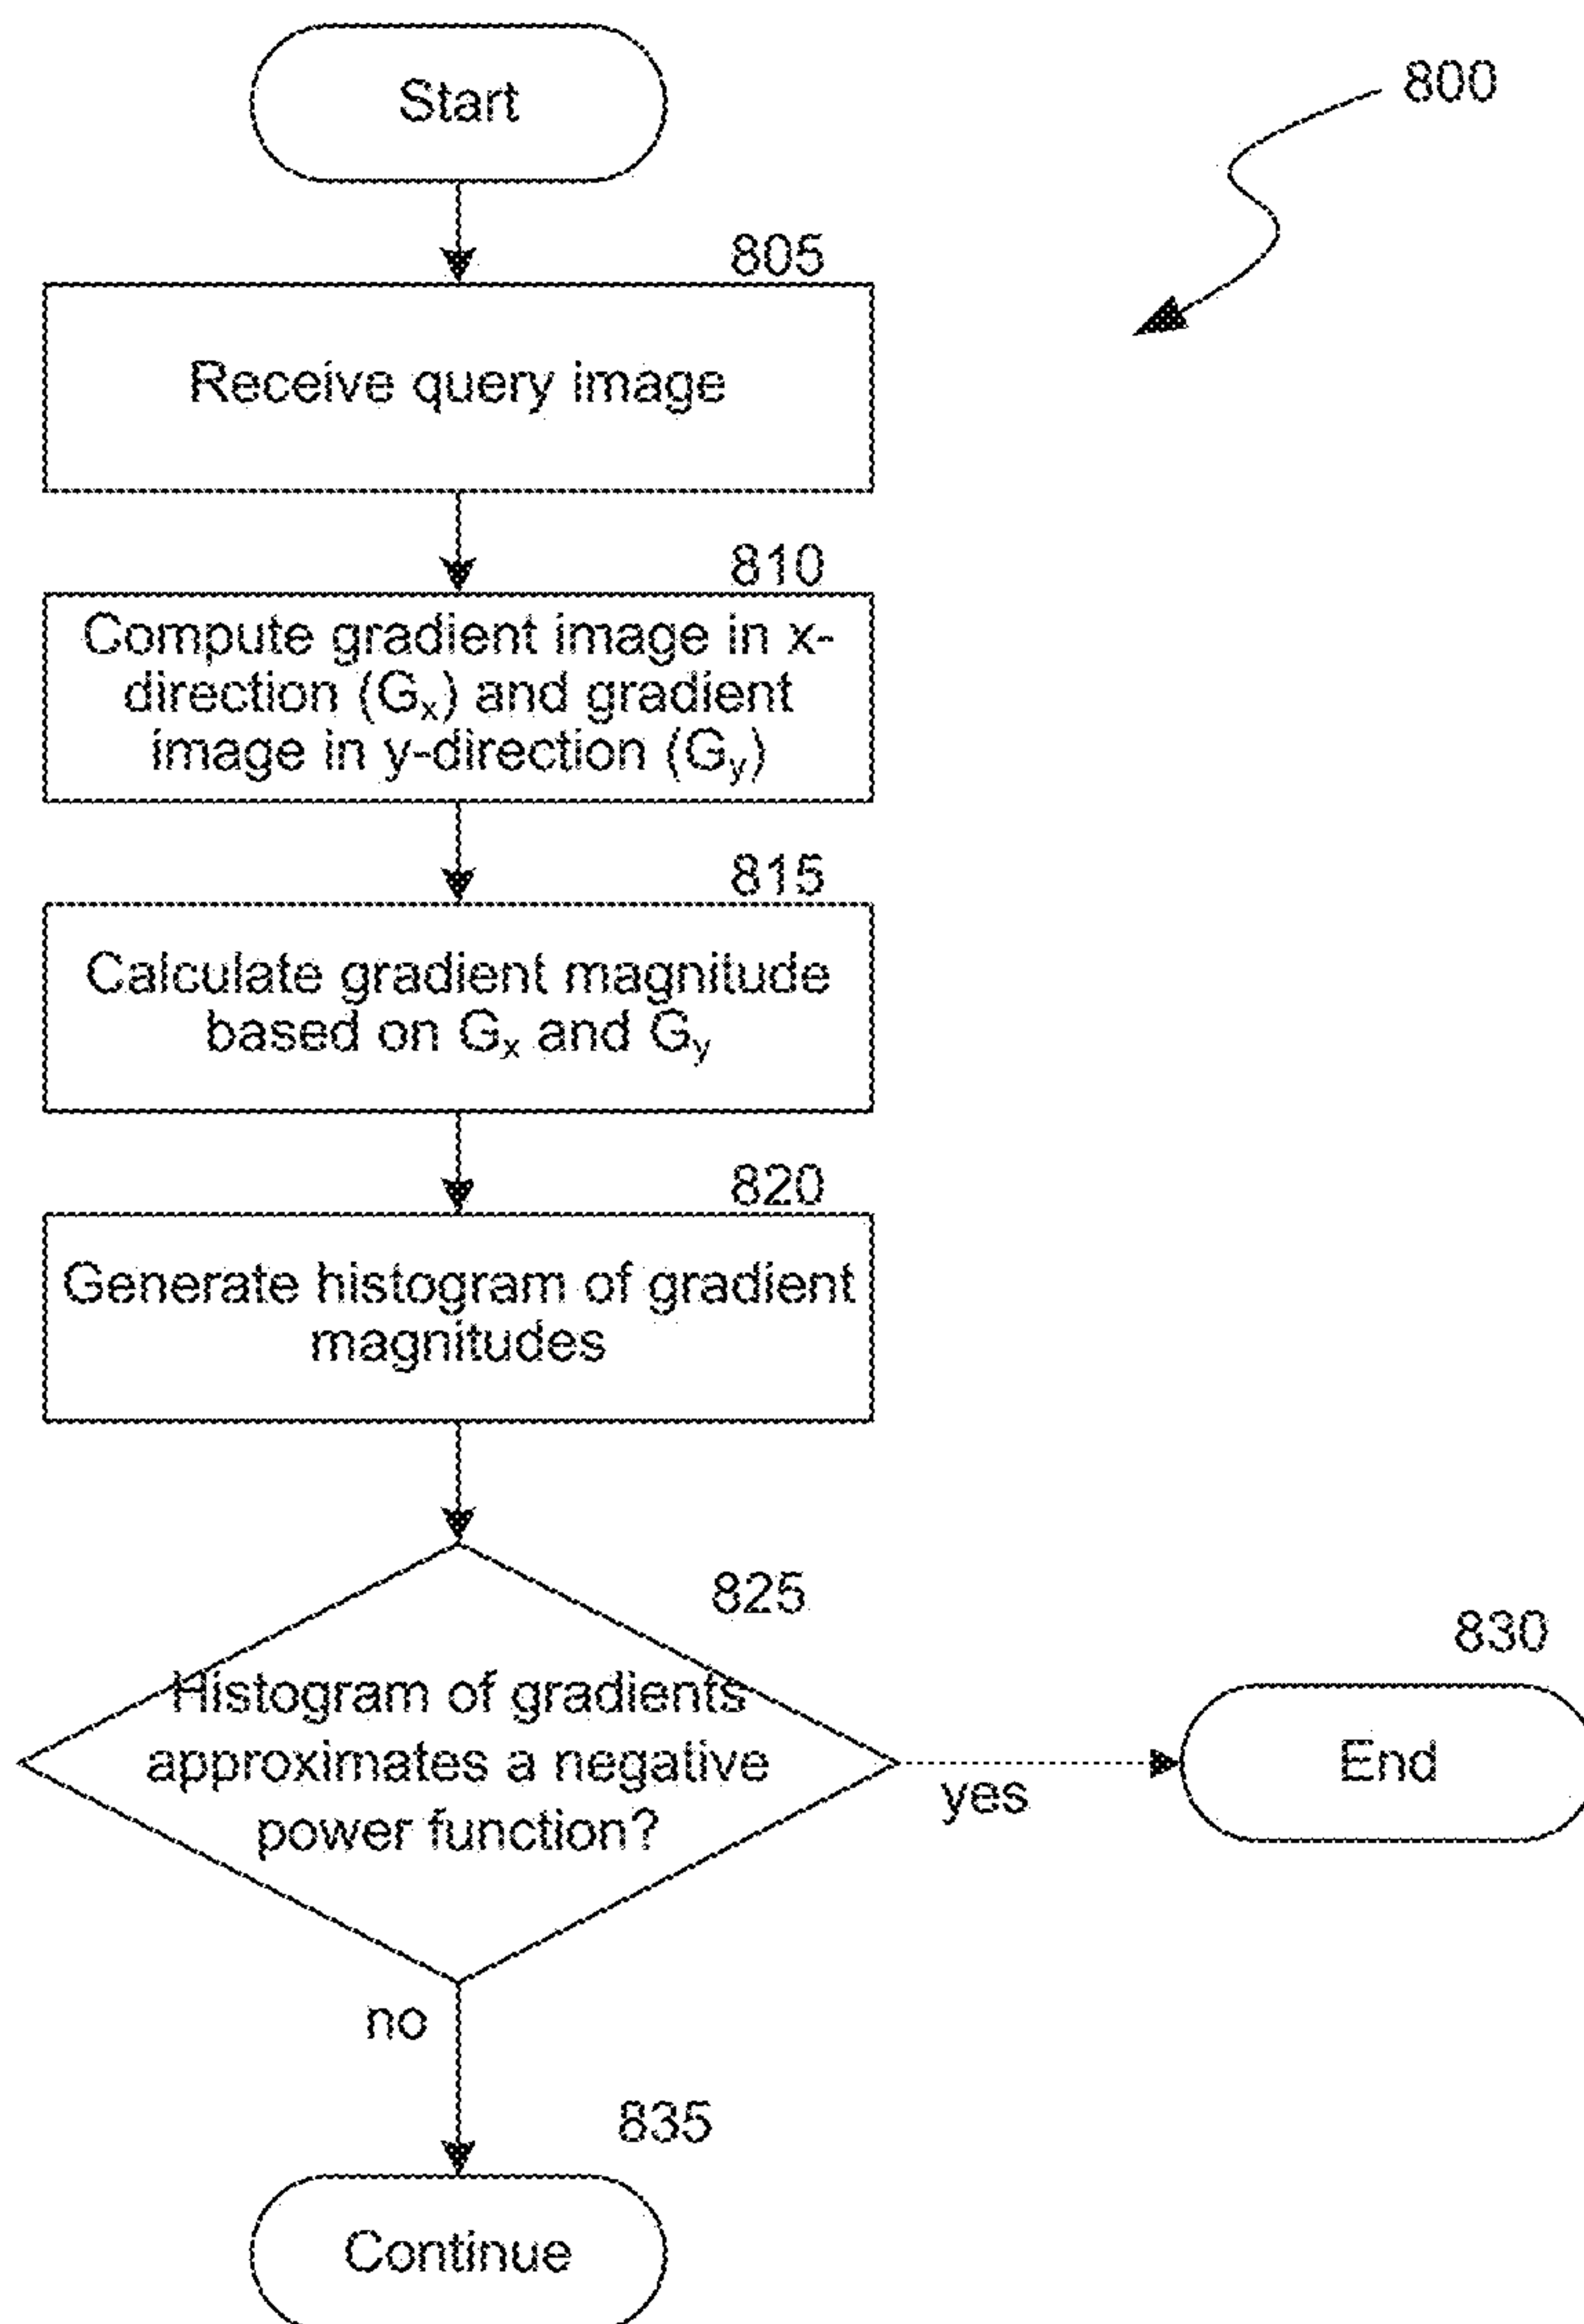 Start
800
805
Receive query image
810
Compute gradient image in x-
direction (Gₓ) and gradient
image in y-direction (Gᵧ)
815
Calculate gradient magnitude
based on Gₓ and Gᵧ
820
Generate histogram of gradient
magnitudes
825
Histogram of gradients
approximates a negative
power function?
830
End
yes
no
835
Continue